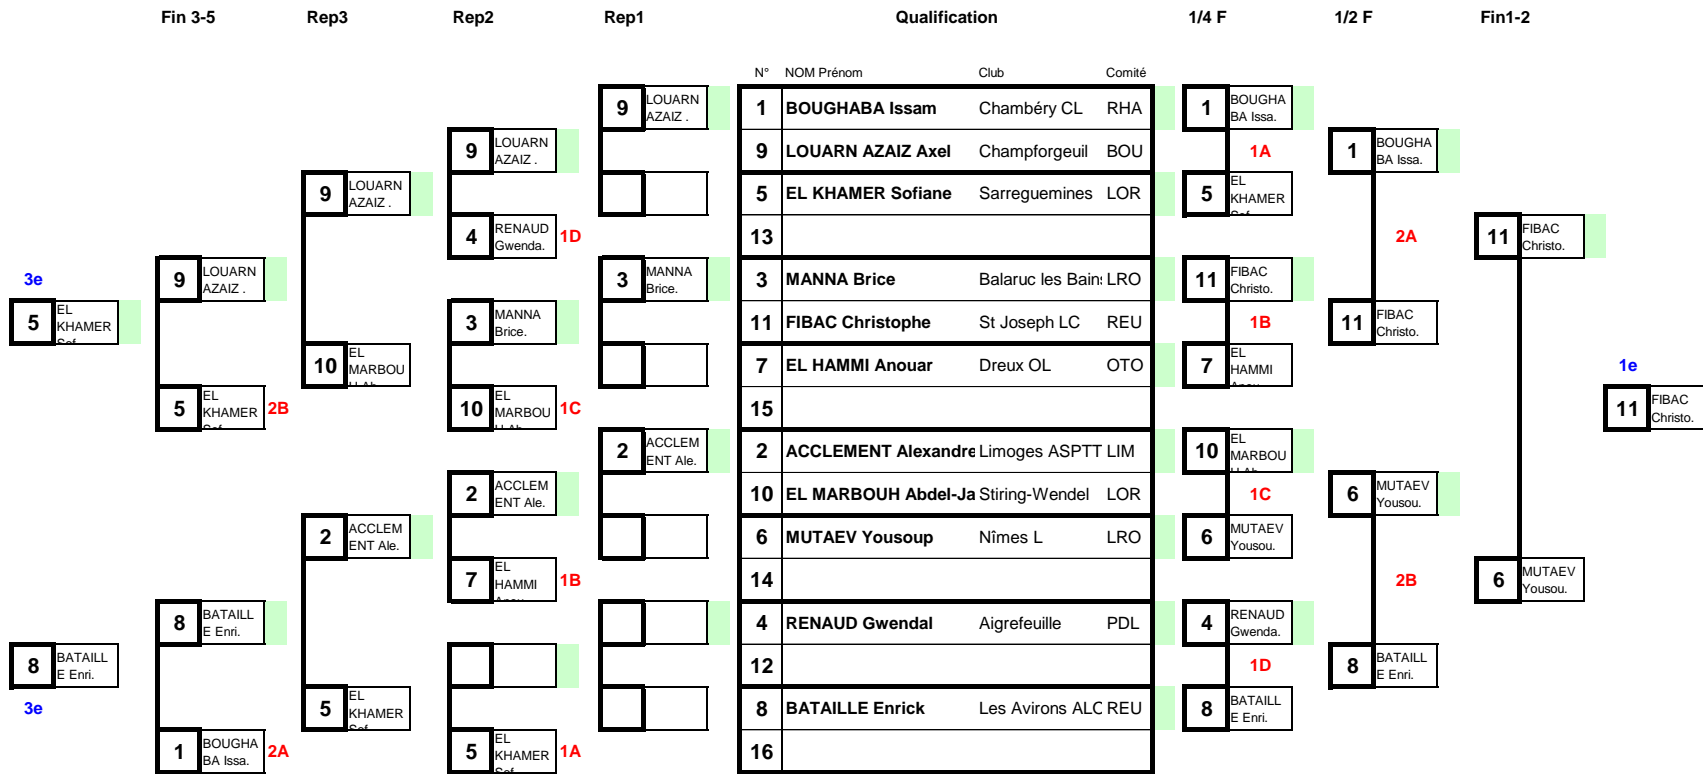 Fin 3-5 Rep3 Rep2 Rep1 Qualification 1/4 F 1/2 F Fin1-2
N° NOM Prénom Club Comité
9 LOUARN AZAIZ . 1 BOUGHABA Issam Chambéry CL RHA 1 BOUGHA BA Issa.
9 LOUARN AZAIZ . 9 LOUARN AZAIZ Axel Champforgeuil BOU 1A 1 BOUGHA BA Issa.
9 LOUARN AZAIZ . 5 EL KHAMER Sofiane Sarreguemines LOR 5 EL KHAMER
4 RENAUD Gwenda. 1D 13 2A 11 FIBAC Christo.
3e 9 LOUARN AZAIZ . 3 MANNA Brice. 3 MANNA Brice Balaruc les Bain LRO 11 FIBAC Christo.
5 EL KHAMER 3 MANNA Brice. 11 FIBAC Christophe St Joseph LC REU 1B 11 FIBAC Christo.
10 EL MARBOU 7 EL HAMMI Anouar Dreux OL OTO 7 EL HAMMI 1e
5 EL KHAMER 2B 10 EL MARBOU 1C 15 11 FIBAC Christo.
2 ACCLEM ENT Ale. 2 ACCLEMENT Alexandre Limoges ASPTT LIM 10 EL MARBOU
2 ACCLEM ENT Ale. 10 EL MARBOUH Abdel-Ja Stiring-Wendel LOR 1C 6 MUTAEV Yousou.
2 ACCLEM ENT Ale. 6 MUTAEV Yousoup Nîmes L LRO 6 MUTAEV Yousou.
7 EL HAMMI 1B 14 2B 6 MUTAEV Yousou.
8 BATAILL E Enri. 4 RENAUD Gwendal Aigrefeuille PDL 4 RENAUD Gwenda.
8 BATAILL E Enri. 12 1D 8 BATAILL E Enri.
3e 5 EL KHAMER 8 BATAILLE Enrick Les Avirons ALC REU 8 BATAILL E Enri.
1 BOUGHA BA Issa. 2A 5 EL KHAMER 1A 16